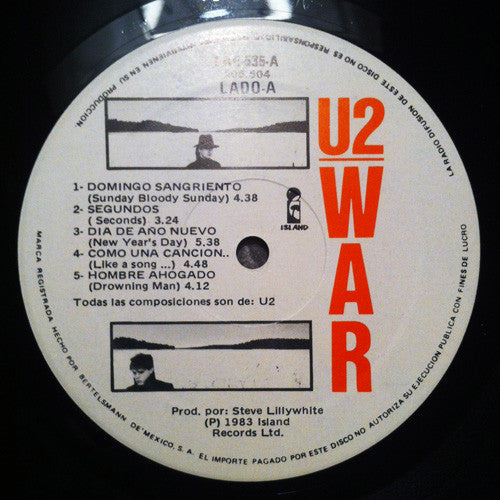 535-A
LADO-A
U2
WAR
1- DOMINGO SANGRIENTO
(Sunday Bloody Sunday) 4.38
2- SEGUNDOS
( Seconds) 3.24
3- DIA DE AÑO NUEVO
(New Year's Day) 5.38
4- COMO UNA CANCION..
(Like a song ...) 4.48
5- HOMBRE AHOGADO
(Drowning Man) 4.12
Todas las composiciones son de: U2
ISLAND
Prod. por: Steve Lillywhite
(P) 1983 Island
Records Ltd.
MARCA REGISTRADA. HECHO POR BERTELSMANN DE MEXICO, S. A. EL IMPORTE PAGADO POR ESTE DISCO NO AUTORIZA SU EJECUCION PUBLICA CON FINES DE LUCRO
LA RADIO DIFUSION DE ESTE DISCO NO ES RESPONSABILIDAD INTERVIENEN EN SU PRODUCCION